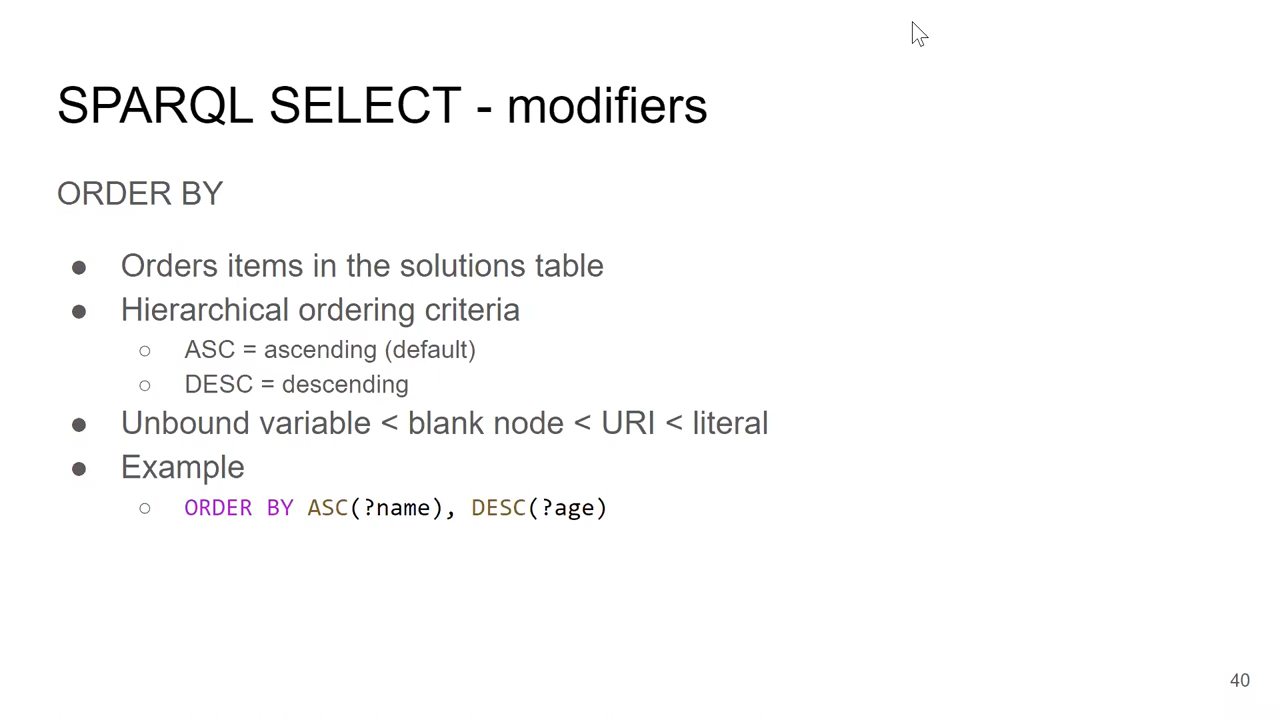 SPARQL SELECT - modifiers
ORDER BY
● Orders items in the solutions table
● Hierarchical ordering criteria
○ ASC = ascending (default)
○ DESC = descending
● Unbound variable < blank node < URI < literal
● Example
○ ORDER BY ASC(?name), DESC(?age)
40